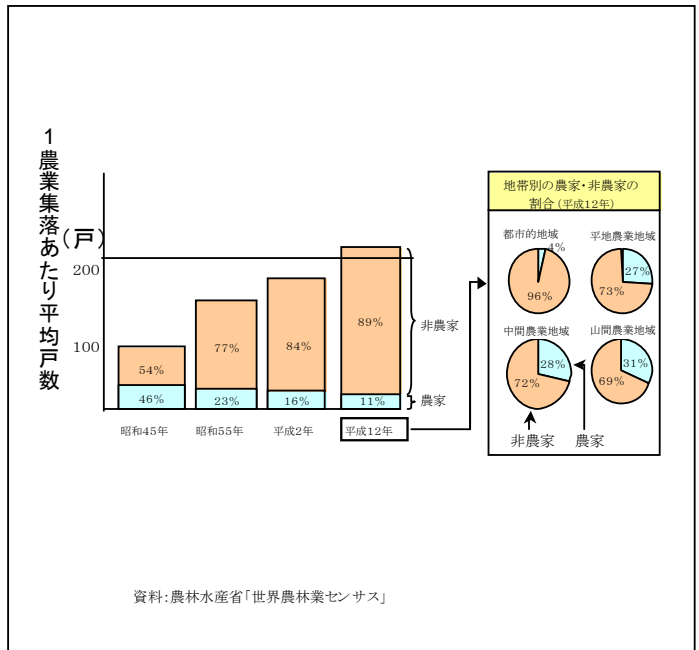 1農業集落あたり平均戸数
(戸)
200
100
54%
46%
77%
23%
84%
16%
89%
11%
非農家
農家
昭和45年
昭和55年
平成2年
平成12年
地帯別の農家・非農家の
割合(平成12年)
都市的地域
4%
96%
平地農業地域
27%
73%
中間農業地域
28%
72%
山間農業地域
31%
69%
非農家
農家
資料:農林水産省「世界農林業センサス」